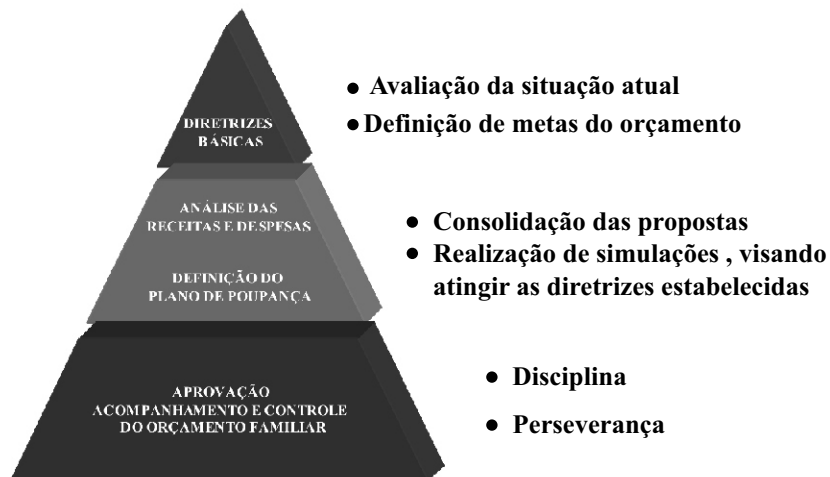 DIRETRIZES
BÁSICAS
• Avaliação da situação atual
• Definição de metas do orçamento
ANÁLISE DAS
RECEITAS E DESPESAS
DEFINIÇÃO DO
PLANO DE POUPANÇA
• Consolidação das propostas
• Realização de simulações , visando
atingir as diretrizes estabelecidas
APROVAÇÃO
ACOMPANHAMENTO E CONTROLE
DO ORÇAMENTO FAMILIAR
• Disciplina
• Perseverança